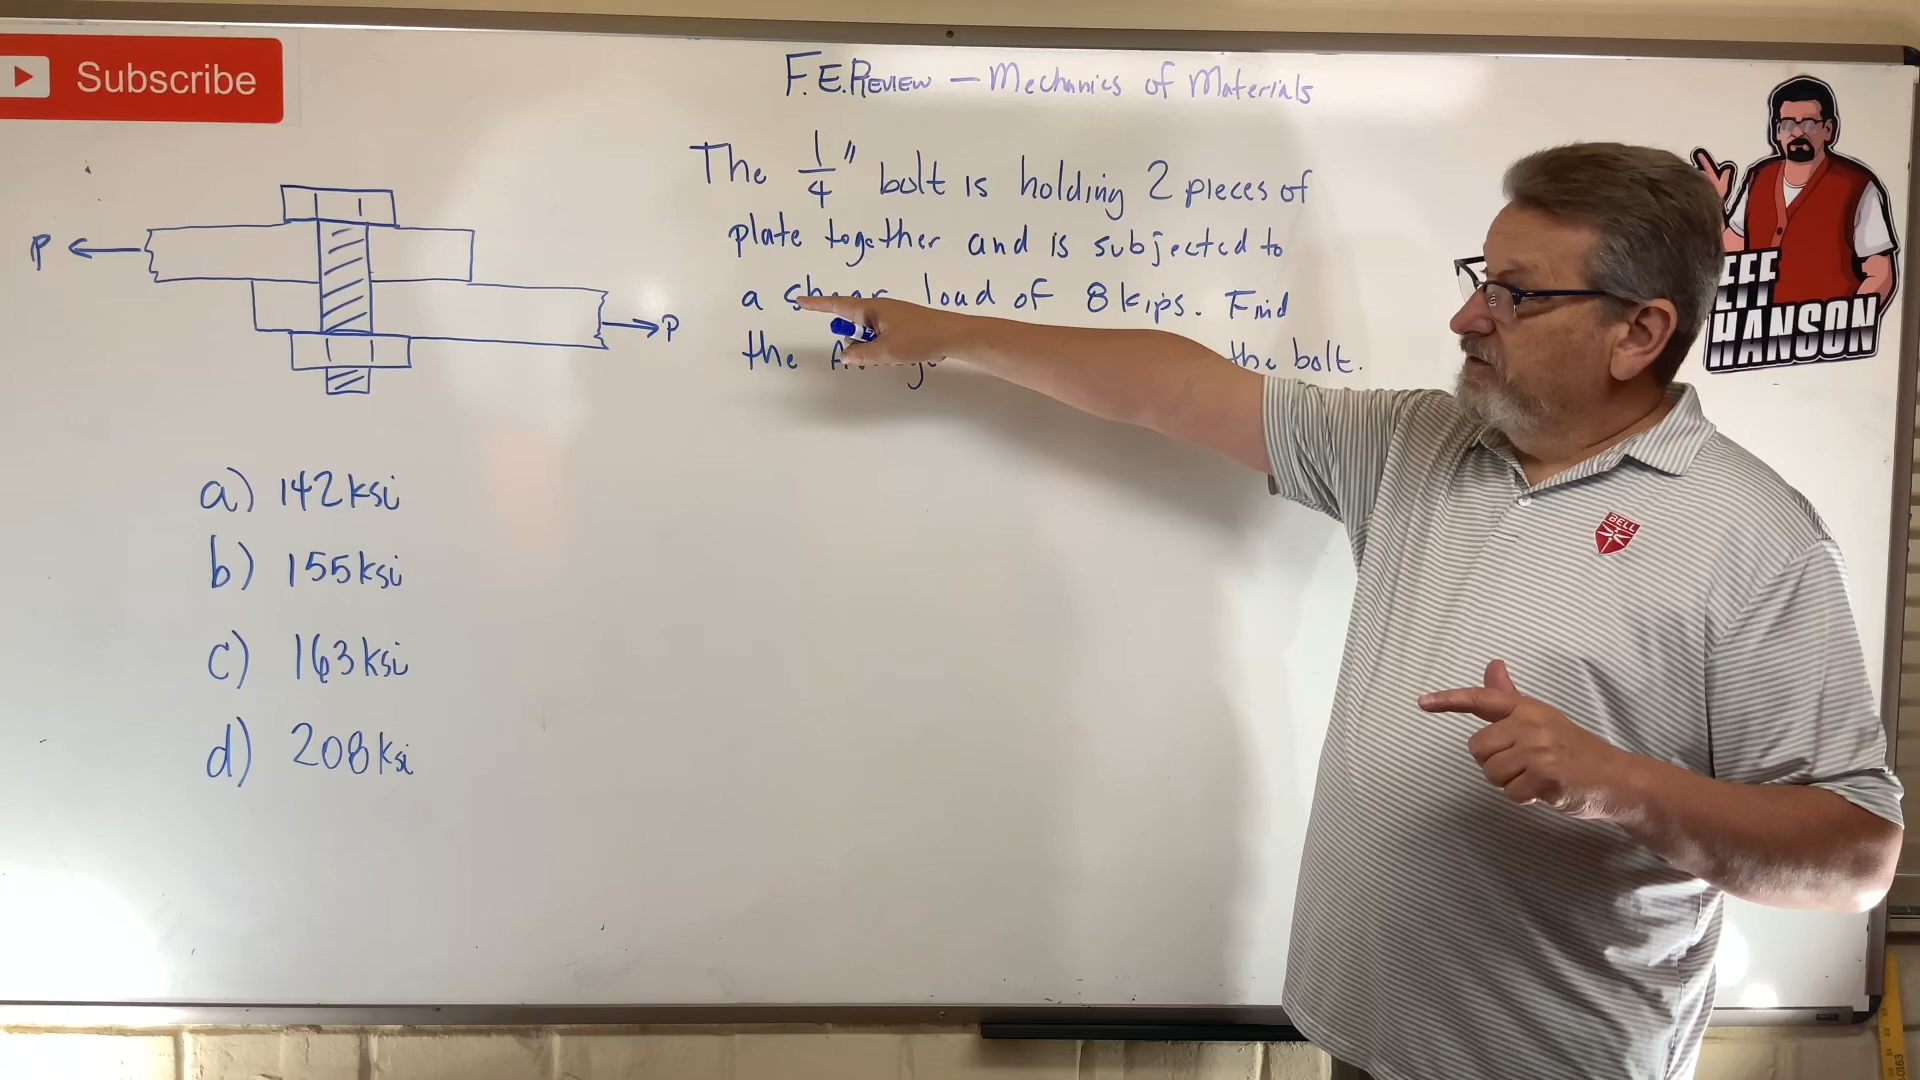 Subscribe
F.E. REVIEW – Mechanics of Materials
The 1/4" bolt is holding 2 pieces of
plate together and is subjected to
a shear load of 8 kips. Find
the the bolt.
P
P
a) 142 ksi
b) 155 ksi
c) 163 ksi
d) 208 ksi
JEFF
HANSON
BELL